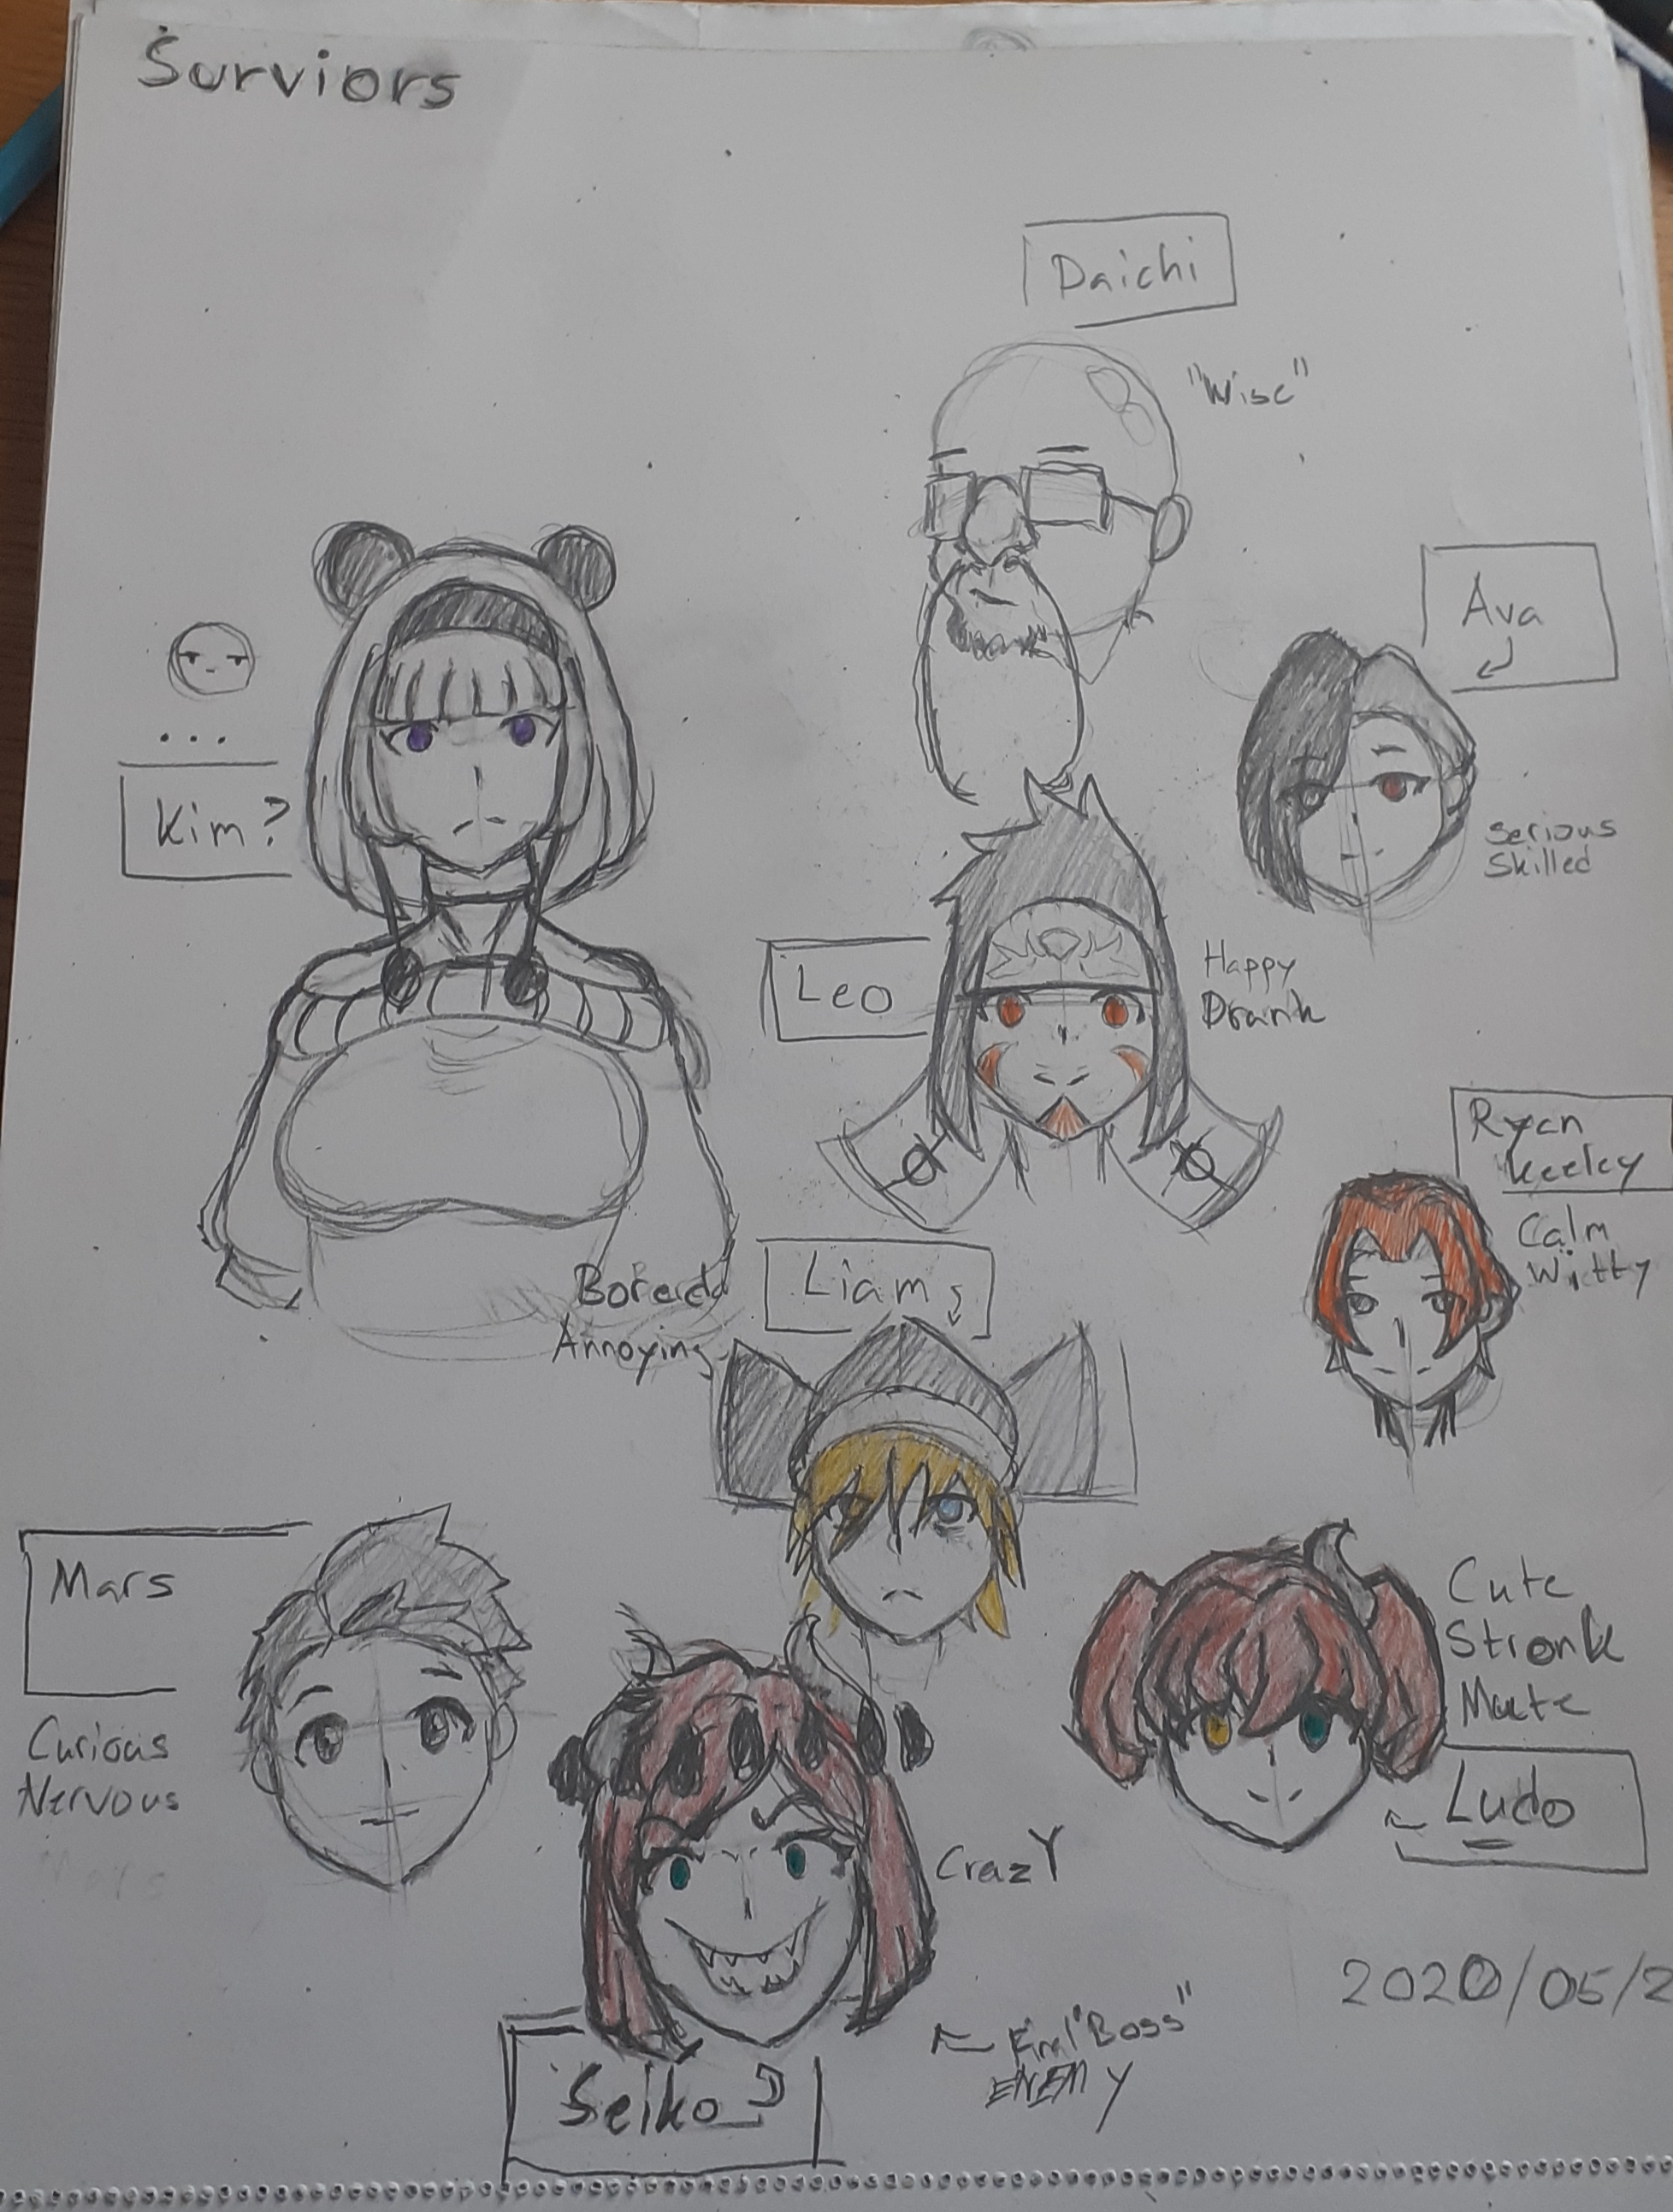 Surviors
Daichi
"Wise"
Ava
Serious
Skilled
...
Kim?
Leo
Happy
Drunk
Ryan
Keeley
Calm
Witty
Boredd
Annoying
Liam
Mars
Curious
Nervous
Cute
Stronk
Mute
Ludo
CrazY
Final "Boss"
ENEMY
Seiko
2020/05/2